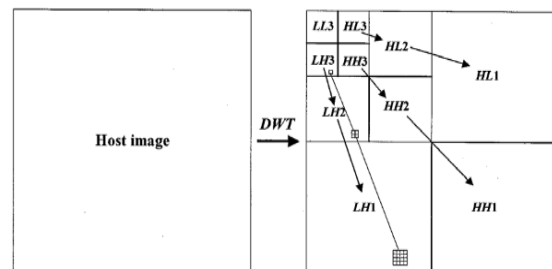 Host image
DWT
LL3 HL3
HL2
HL1
LH3 HH3
LH2
HH2
LH1
HH1